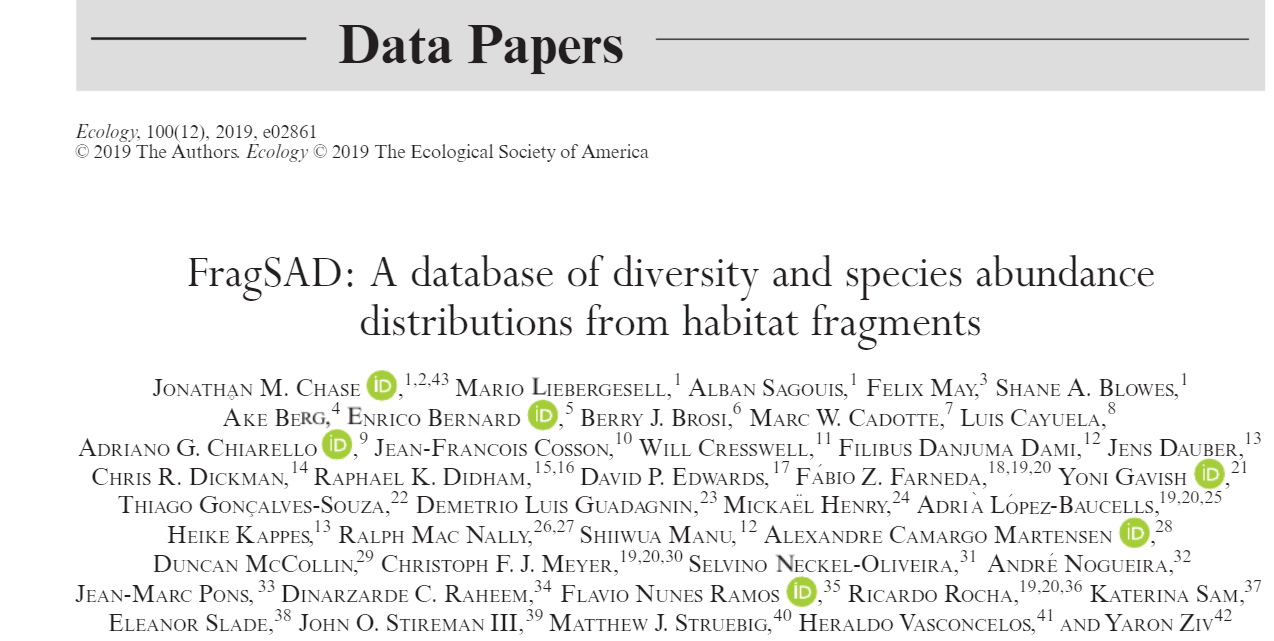 Data Papers
Ecology, 100(12), 2019, e02861
© 2019 The Authors. Ecology © 2019 The Ecological Society of America
FragSAD: A database of diversity and species abundance
distributions from habitat fragments
Jonathan M. Chase iD,1,2,43 Mario Liebergesell,1 Alban Sagouis,1 Felix May,3 Shane A. Blowes,1
Ake Berg,4 Enrico Bernard iD,5 Berry J. Brosi,6 Marc W. Cadotte,7 Luis Cayuela,8
Adriano G. Chiarello iD,9 Jean-Francois Cosson,10 Will Cresswell,11 Filibus Danjuma Dami,12 Jens Dauber,13
Chris R. Dickman,14 Raphael K. Didham,15,16 David P. Edwards,17 Fábio Z. Farneda,18,19,20 Yoni Gavish iD,21
Thiago Gonçalves-Souza,22 Demetrio Luis Guadagnin,23 Mickaël Henry,24 Adrià López-Baucells,19,20,25
Heike Kappes,13 Ralph Mac Nally,26,27 Shiiwua Manu,12 Alexandre Camargo Martensen iD,28
Duncan McCollin,29 Christoph F. J. Meyer,19,20,30 Selvino Neckel-Oliveira,31 André Nogueira,32
Jean-Marc Pons,33 Dinarzarde C. Raheem,34 Flavio Nunes Ramos iD,35 Ricardo Rocha,19,20,36 Katerina Sam,37
Eleanor Slade,38 John O. Stireman III,39 Matthew J. Struebig,40 Heraldo Vasconcelos,41 and Yaron Ziv42